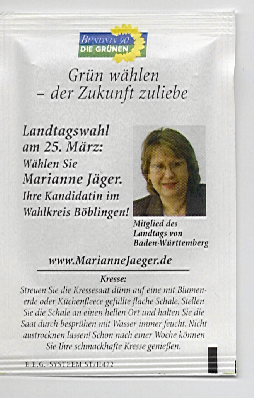 BÜNDNIS 90
DIE GRÜNEN
Grün wählen
– der Zukunft zuliebe
Landtagswahl
am 25. März:
Wählen Sie
Marianne Jäger.
Ihre Kandidatin im
Wahlkreis Böblingen!
Mitglied des
Landtags von
Baden-Württemberg
www.MarianneJaeger.de
Kresse:
Streuen Sie die Kressesaat dünn auf eine mit Blumen-
erde oder Küchenfleece gefüllte flache Schale. Stellen
Sie die Schale an einen hellen Ort und halten Sie die
Saat durch besprühen mit Wasser immer feucht. Nicht
austrocknen lassen! Schon nach einer Woche können
Sie Ihre schmackhafte Kresse genießen.